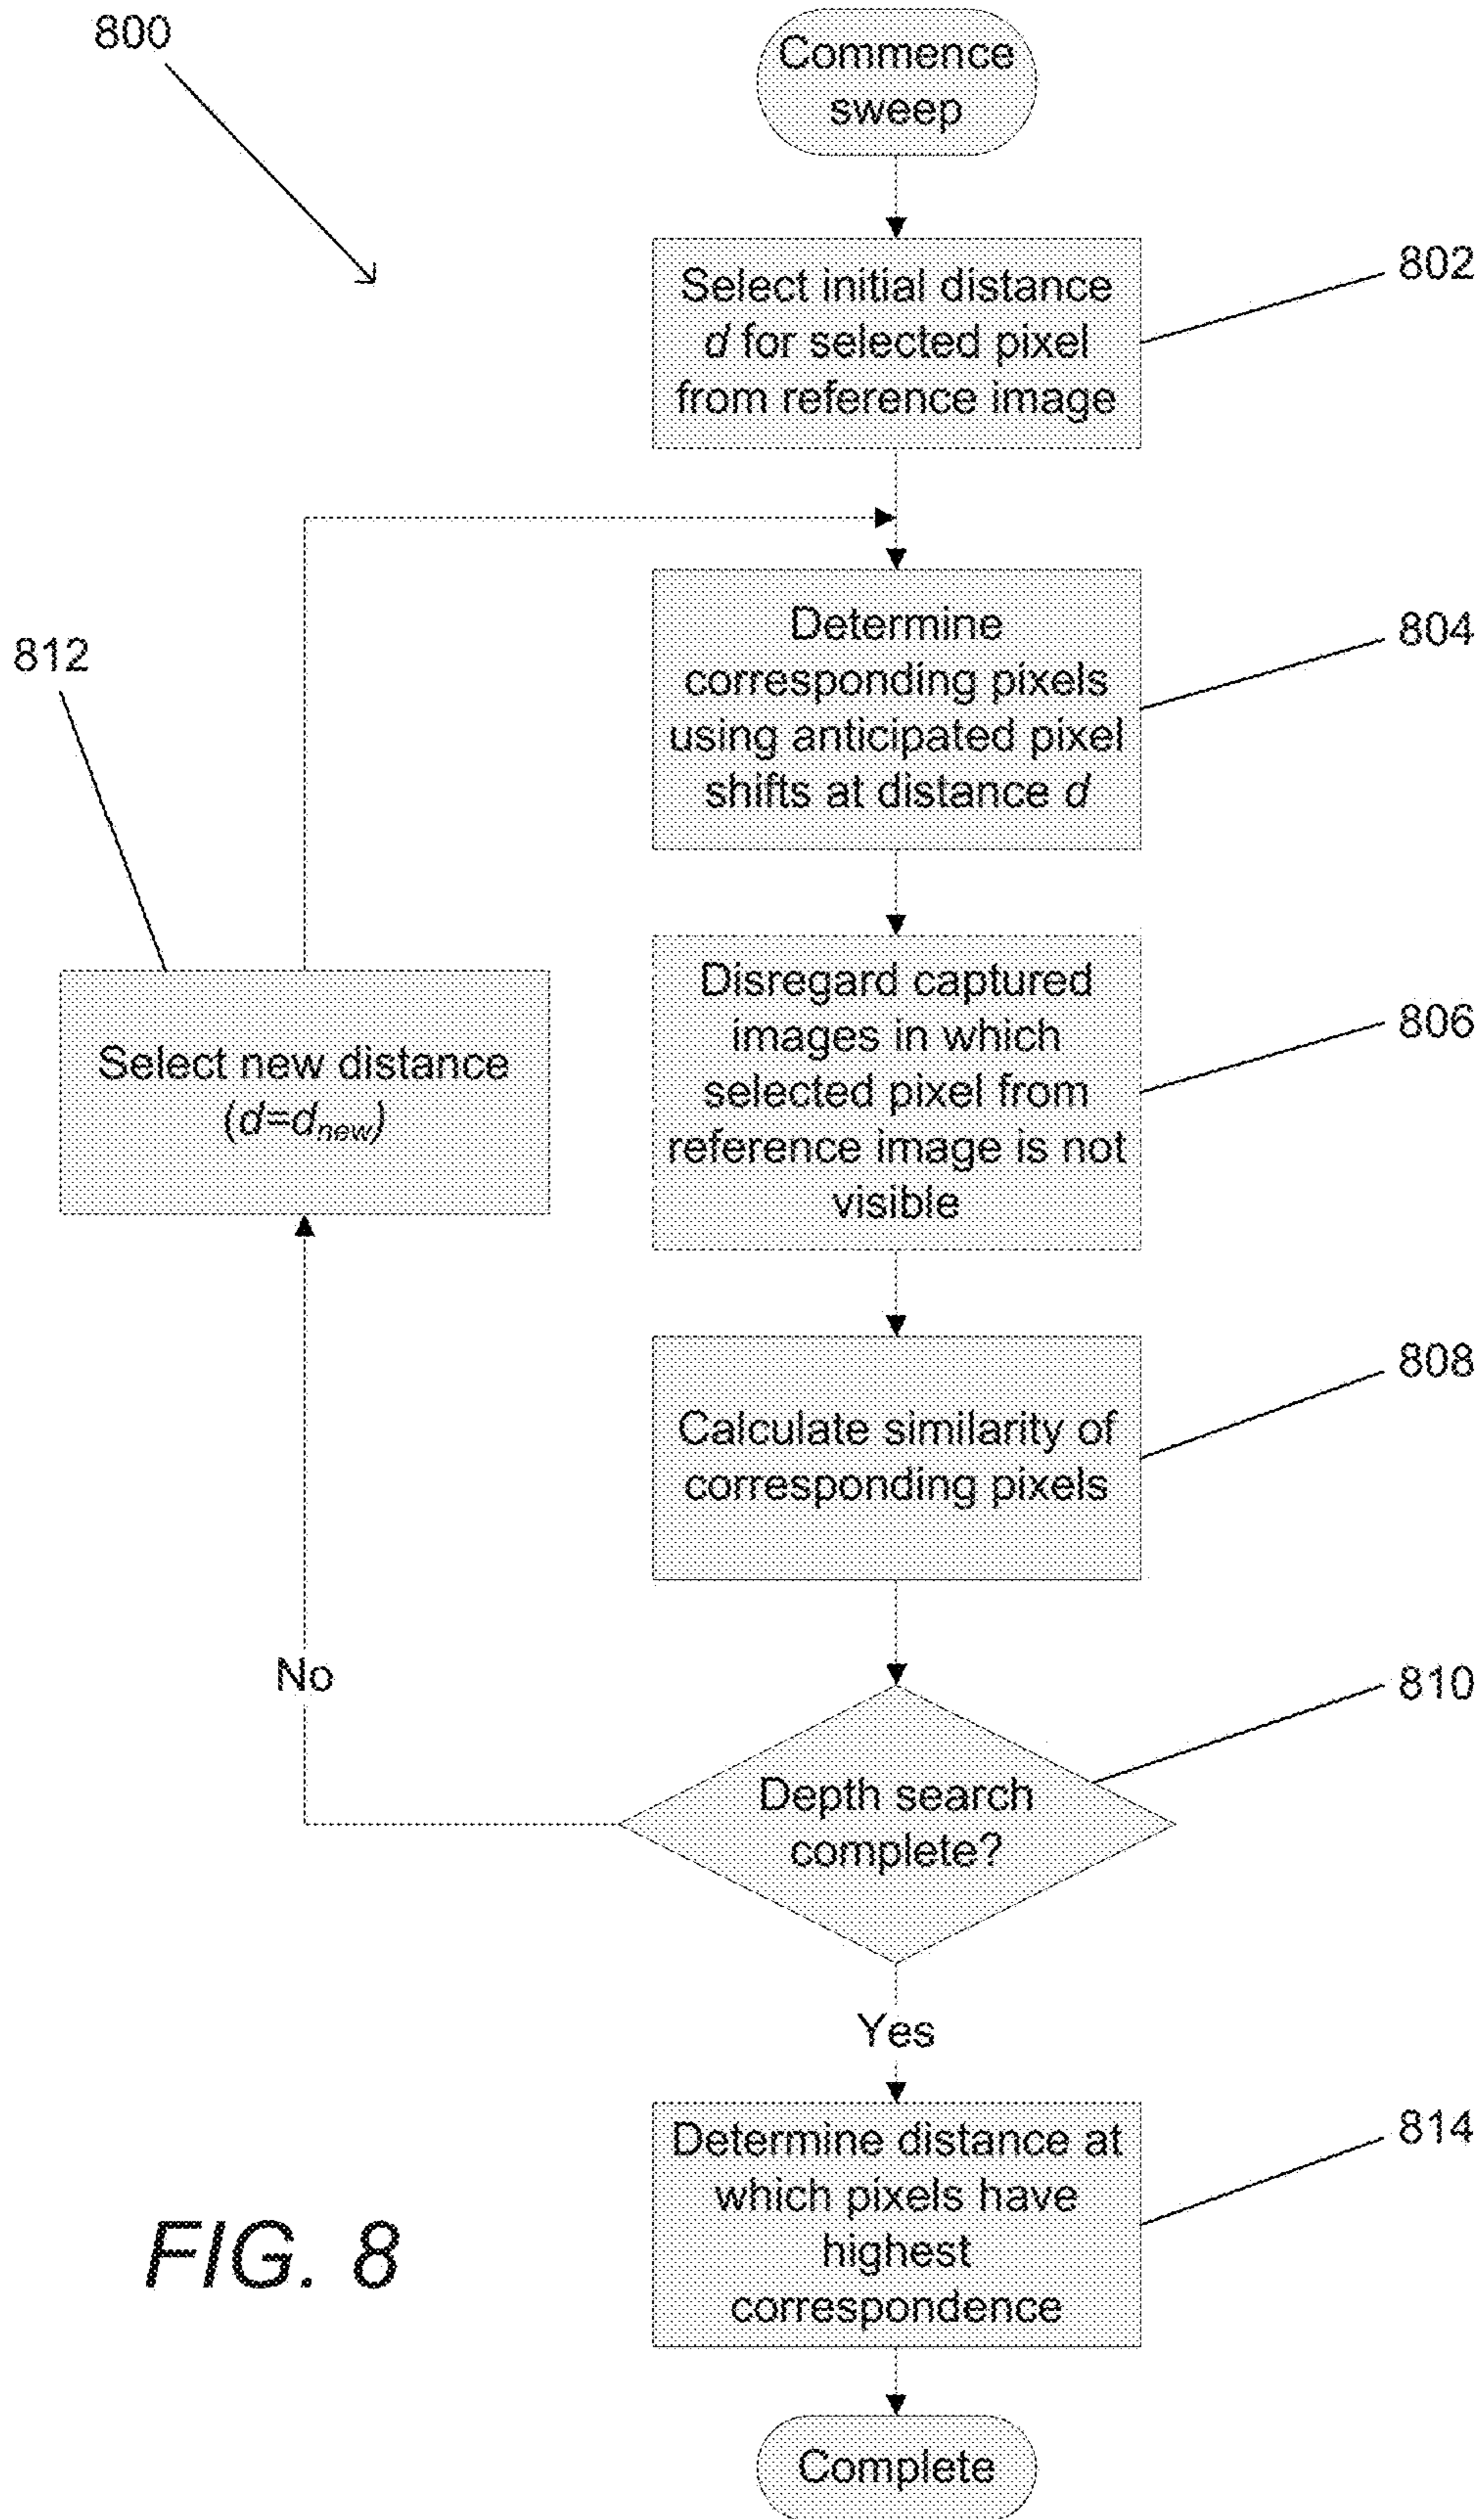 800
Commence
sweep
Select initial distance
d for selected pixel
from reference image
802
Determine
corresponding pixels
using anticipated pixel
shifts at distance d
804
812
Disregard captured
images in which
selected pixel from
reference image is not
visible
806
Select new distance
(d=dnew)
Calculate similarity of
corresponding pixels
808
No
Depth search
complete?
810
Yes
Determine distance at
which pixels have
highest
correspondence
814
FIG. 8
Complete